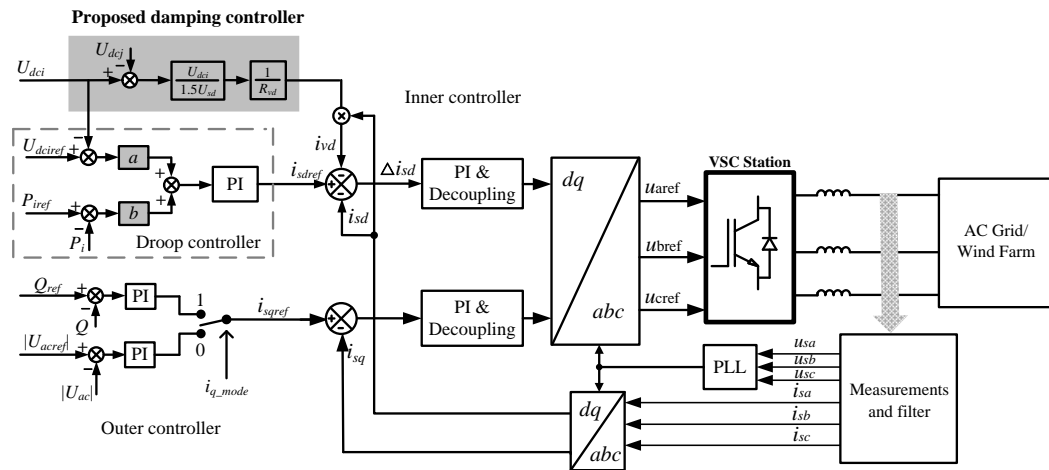 Proposed damping controller
U_dcj
U_dci
+
−
U_dci
1.5U_sd
1
R_vd
Inner controller
−
U_dciref
+
a
i_vd
PI
i_sdref
+
−
−
Δi_sd
PI &
Decoupling
+
+
P_iref
+
−
b
P_i
Droop controller
i_sd
dq
abc
u_aref
u_bref
u_cref
VSC Station
AC Grid/
Wind Farm
Q_ref
+
−
Q
PI
1
i_sqref
+
−
PI &
Decoupling
|U_acref|
+
−
PI
0
|U_ac|
i_q_mode
i_sq
Outer controller
PLL
u_sa
u_sb
u_sc
i_sa
i_sb
i_sc
dq
abc
Measurements
and filter